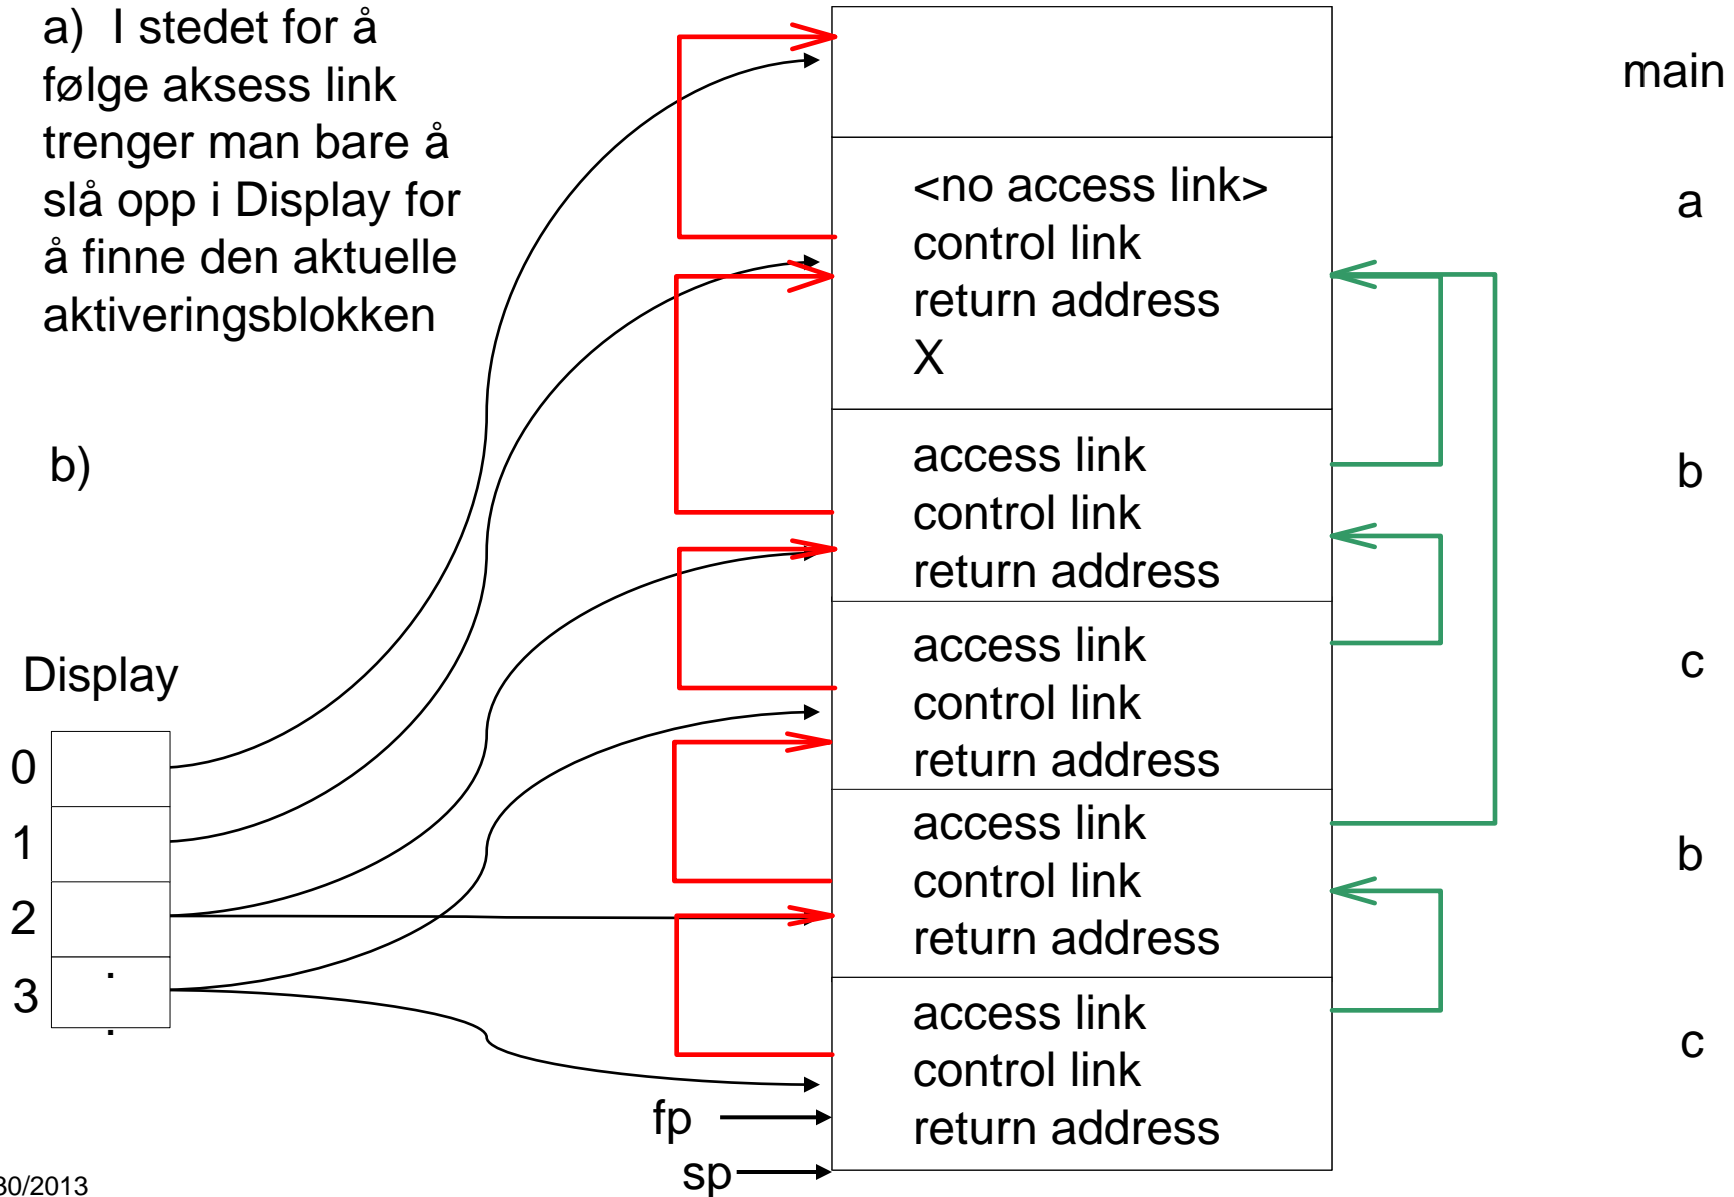 a) I stedet for å
følge aksess link
trenger man bare å
slå opp i Display for
å finne den aktuelle
aktiveringsblokken
b)
main
<no access link>
control link
return address
X
a
access link
control link
return address
b
access link
control link
return address
c
access link
control link
return address
b
access link
control link
return address
c
Display
0
1
2
3
.
.
fp
sp
30/2013